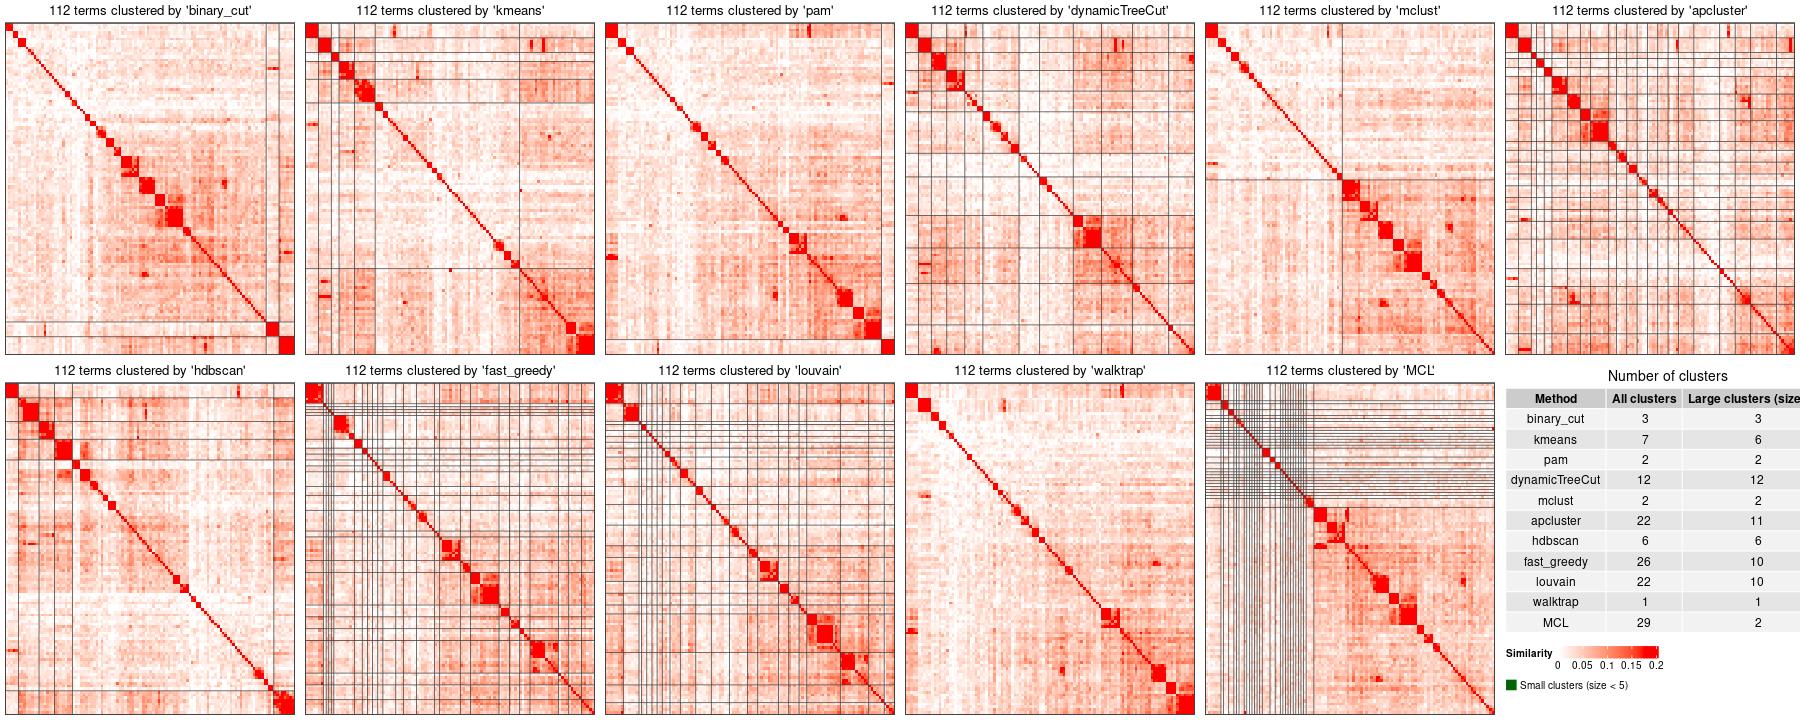 112 terms clustered by 'binary_cut'
112 terms clustered by 'kmeans'
112 terms clustered by 'pam'
112 terms clustered by 'dynamicTreeCut'
112 terms clustered by 'mclust'
112 terms clustered by 'apcluster'
112 terms clustered by 'hdbscan'
112 terms clustered by 'fast_greedy'
112 terms clustered by 'louvain'
112 terms clustered by 'walktrap'
112 terms clustered by 'MCL'
Number of clusters
Method All clusters Large clusters (size
binary_cut 3 3
kmeans 7 6
pam 2 2
dynamicTreeCut 12 12
mclust 2 2
apcluster 22 11
hdbscan 6 6
fast_greedy 26 10
louvain 22 10
walktrap 1 1
MCL 29 2
Similarity
0 0.05 0.1 0.15 0.2
Small clusters (size < 5)